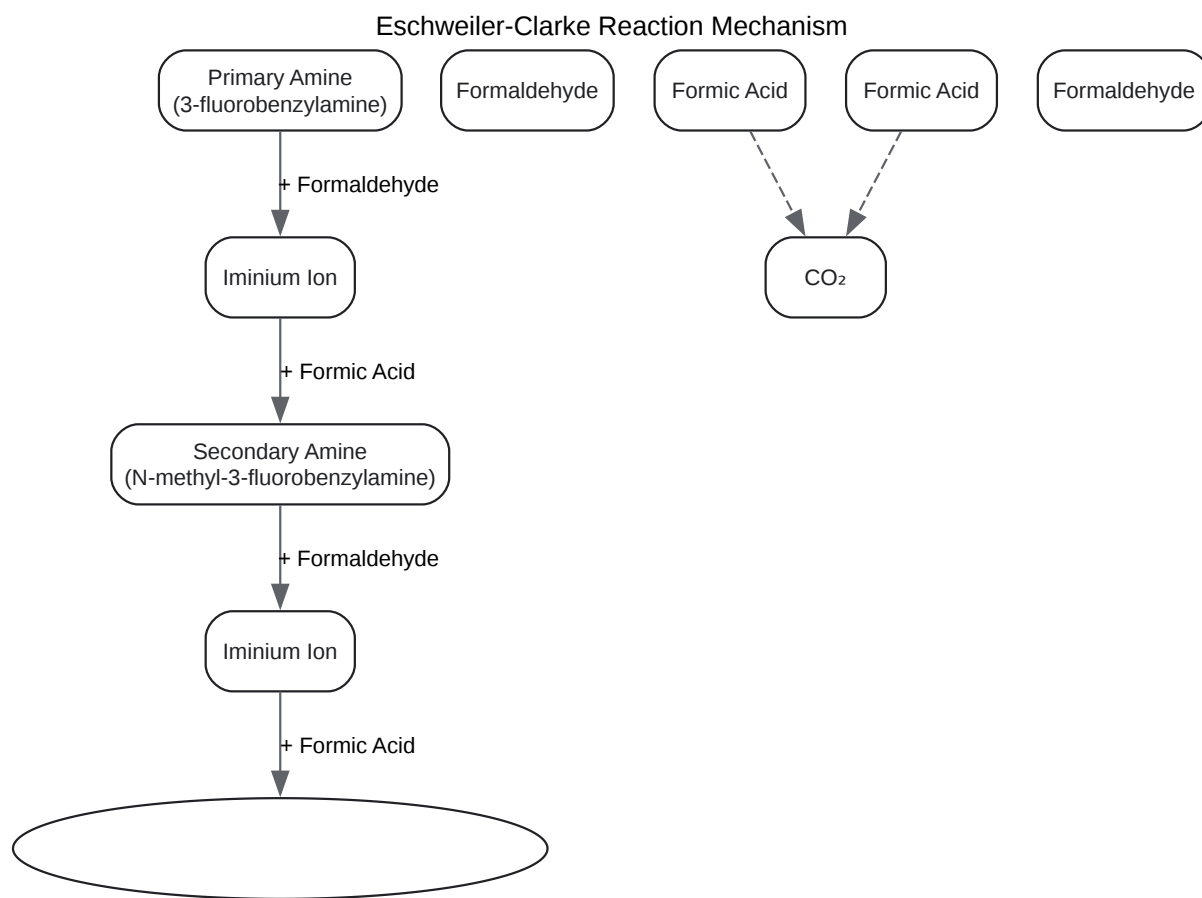 Eschweiler-Clarke Reaction Mechanism
Primary Amine
(3-fluorobenzylamine)
Formaldehyde
Formic Acid
Formic Acid
Formaldehyde
+ Formaldehyde
Iminium Ion
CO₂
+ Formic Acid
Secondary Amine
(N-methyl-3-fluorobenzylamine)
+ Formaldehyde
Iminium Ion
+ Formic Acid